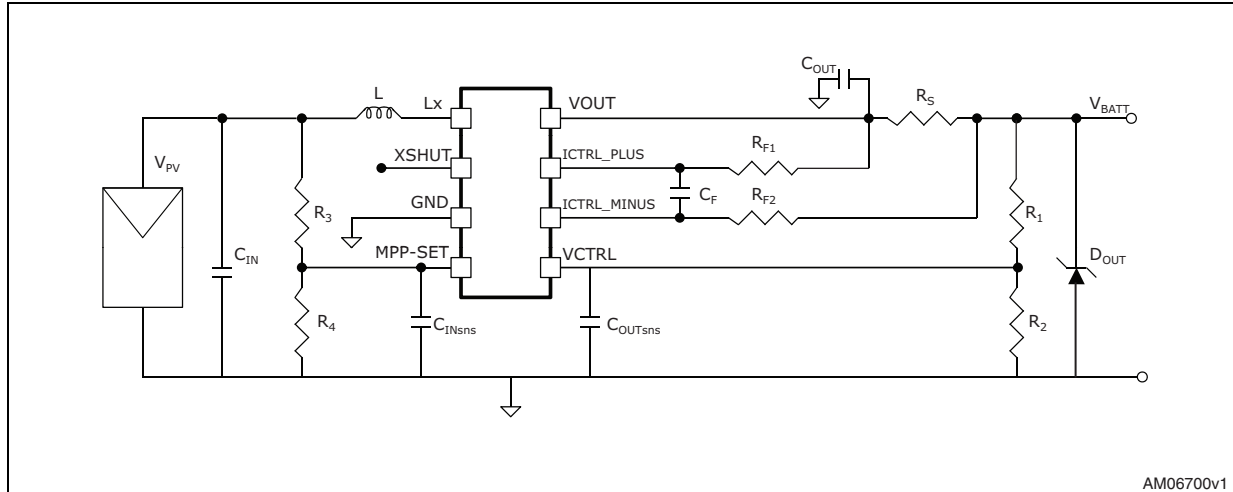 C_OUT
L
Lx
VOUT
R_S
V_BATT
V_PV
XSHUT
ICTRL_PLUS
R_F1
R_3
GND
ICTRL_MINUS
C_F
R_F2
R_1
C_IN
MPP-SET
VCTRL
D_OUT
R_4
C_INsns
C_OUTsns
R_2
AM06700v1